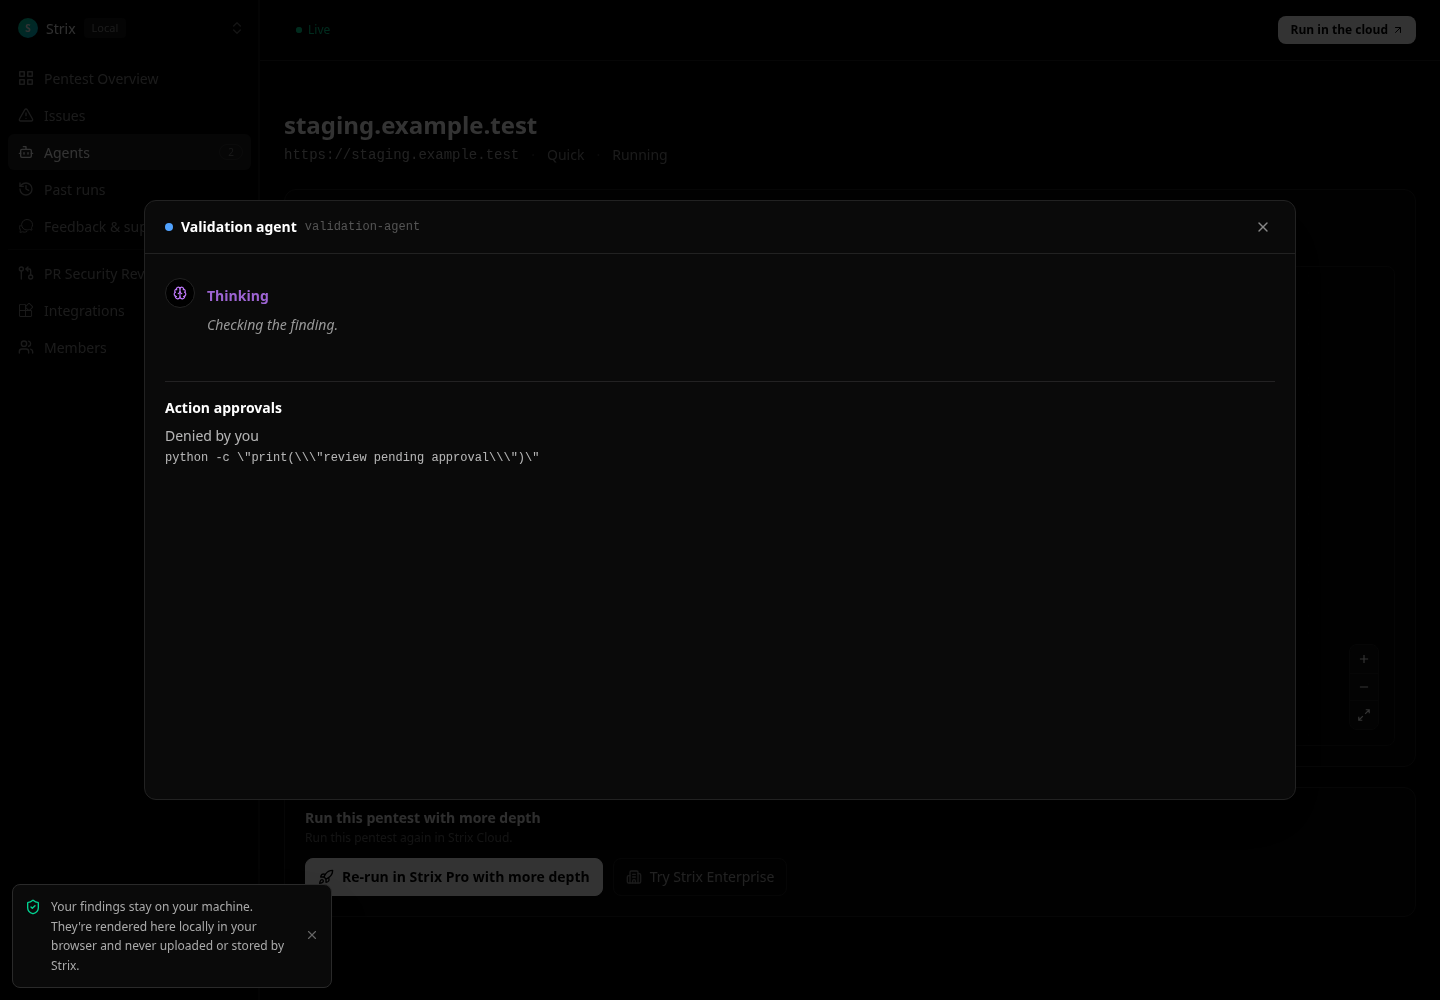 S Strix Local
Live
Run in the cloud
Pentest Overview
Issues
Agents 2
Past runs
Feedback & sup
PR Security Rev
Integrations
Members
staging.example.test
https://staging.example.test · Quick · Running
Validation agent validation-agent
Thinking
Checking the finding.
Action approvals
Denied by you
python -c \"print(\\\"review pending approval\\\")\"
Run this pentest with more depth
Run this pentest again in Strix Cloud.
Re-run in Strix Pro with more depth
Try Strix Enterprise
Your findings stay on your machine.
They're rendered here locally in your
browser and never uploaded or stored by
Strix.